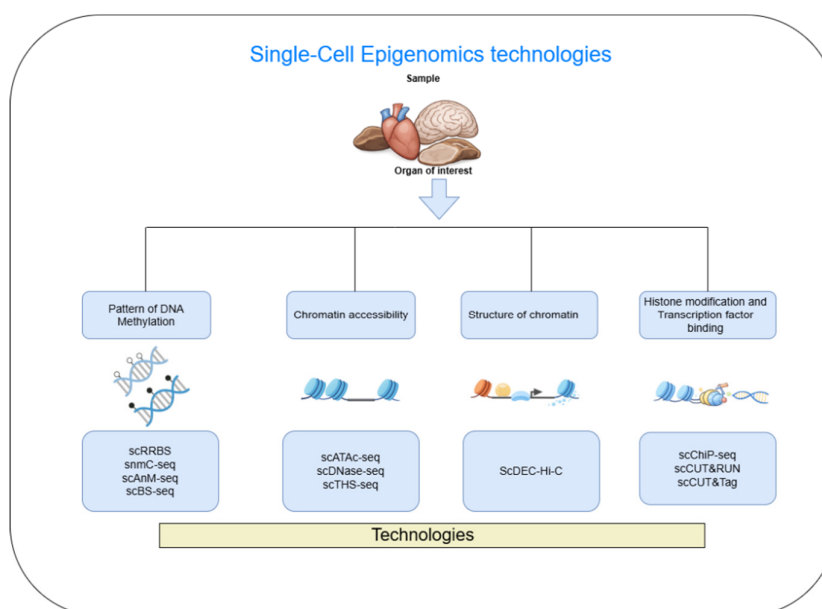 Single-Cell Epigenomics technologies
Sample
Organ of interest
Pattern of DNA
Methylation
Chromatin accessibility
Structure of chromatin
Histone modification and
Transcription factor
binding
scRRBS
snmC-seq
scAnM-seq
scBS-seq
scATAc-seq
scDNase-seq
scTHS-seq
ScDEC-Hi-C
scChiP-seq
scCUT&RUN
scCUT&Tag
Technologies